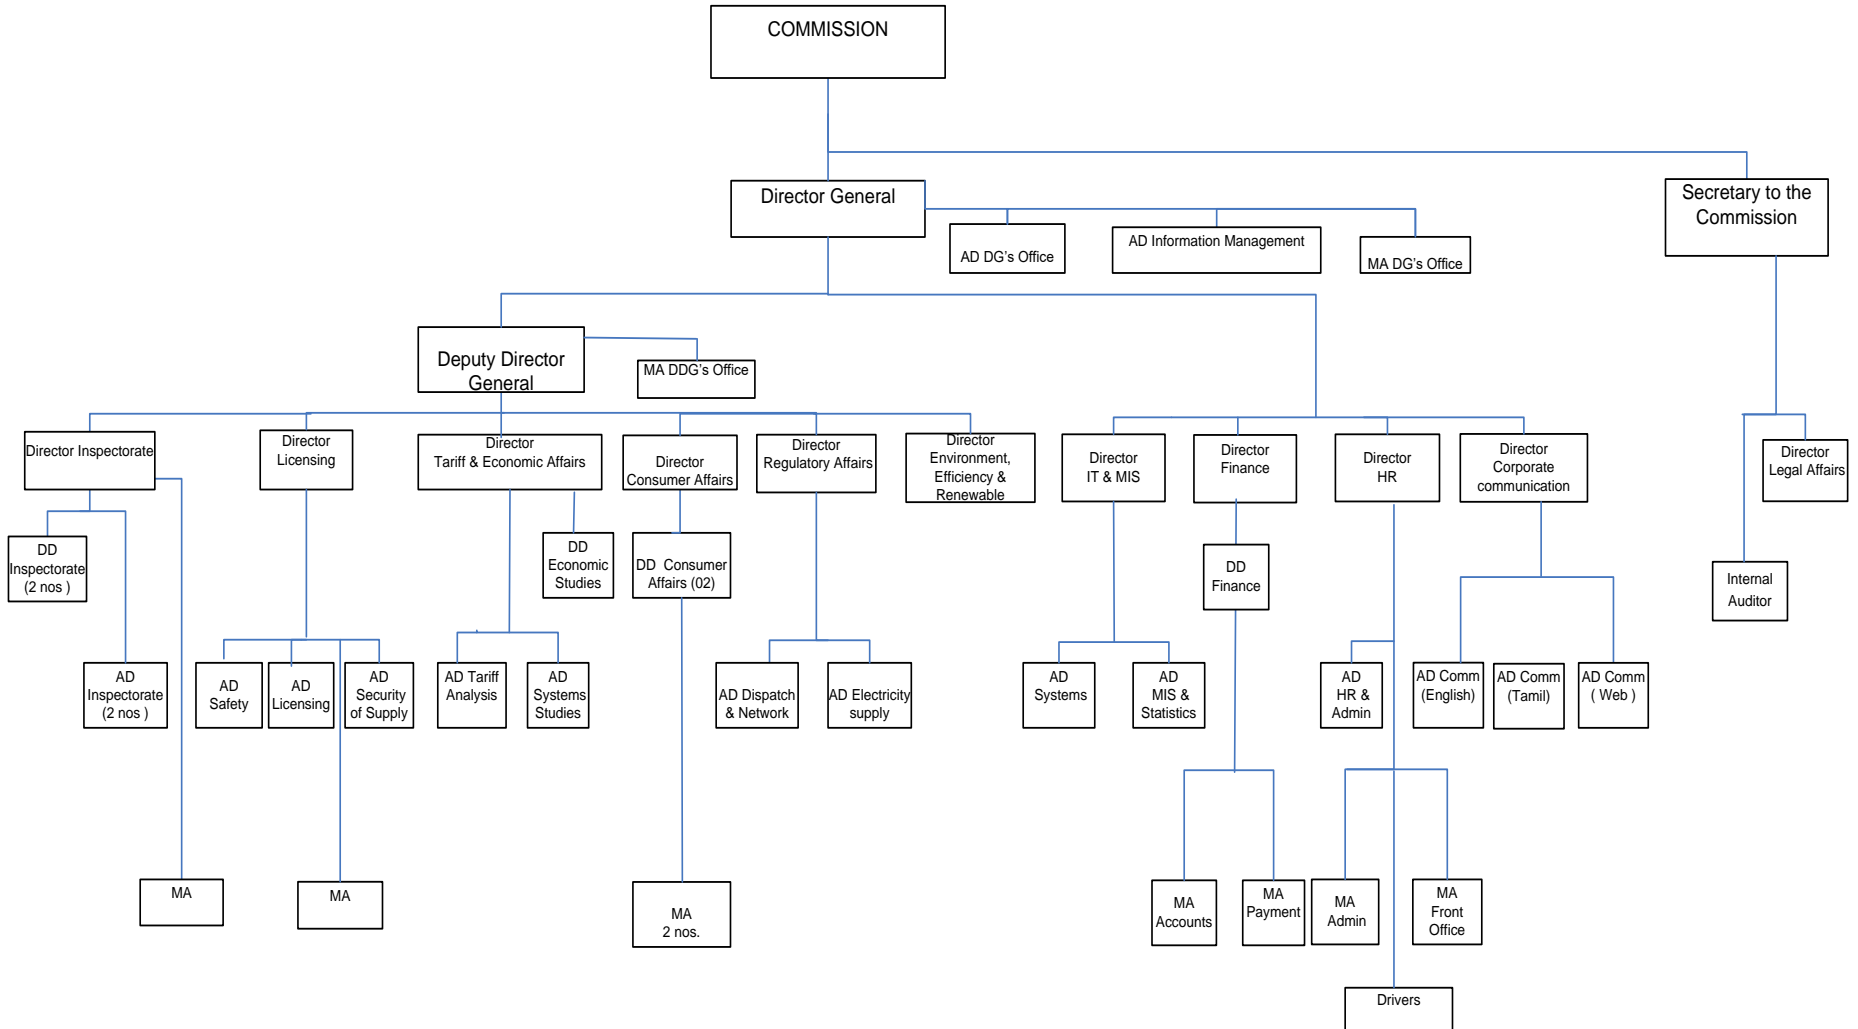 COMMISSION
Director General
Secretary to the
Commission
AD DG's Office
AD Information Management
MA DG's Office
Deputy Director
General
MA DDG's Office
Director Inspectorate
Director
Licensing
Director
Tariff & Economic Affairs
Director
Consumer Affairs
Director
Regulatory Affairs
Director
Environment,
Efficiency &
Renewable
Director
IT & MIS
Director
Finance
Director
HR
Director
Corporate
communication
Director
Legal Affairs
DD
Inspectorate
(2 nos )
DD
Economic
Studies
DD  Consumer
Affairs (02)
DD
Finance
Internal
Auditor
AD
Inspectorate
(2 nos )
AD
Safety
AD
Licensing
AD
Security
of Supply
AD Tariff
Analysis
AD
Systems
Studies
AD Dispatch
& Network
AD Electricity
supply
AD
Systems
AD
MIS &
Statistics
AD
HR &
Admin
AD Comm
(English)
AD Comm
(Tamil)
AD Comm
( Web )
MA
MA
MA
2 nos.
MA
Accounts
MA
Payment
MA
Admin
MA
Front
Office
Drivers